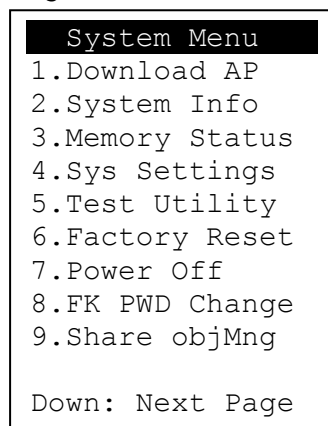 System Menu
1.Download AP
2.System Info
3.Memory Status
4.Sys Settings
5.Test Utility
6.Factory Reset
7.Power Off
8.FK PWD Change
9.Share objMng
Down: Next Page